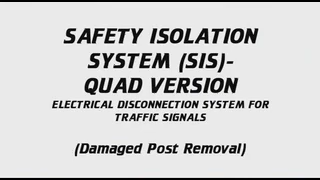 SAFETY ISOLATION
SYSTEM (SIS)-
QUAD VERSION
ELECTRICAL DISCONNECTION SYSTEM FOR
TRAFFIC SIGNALS
(Damaged Post Removal)